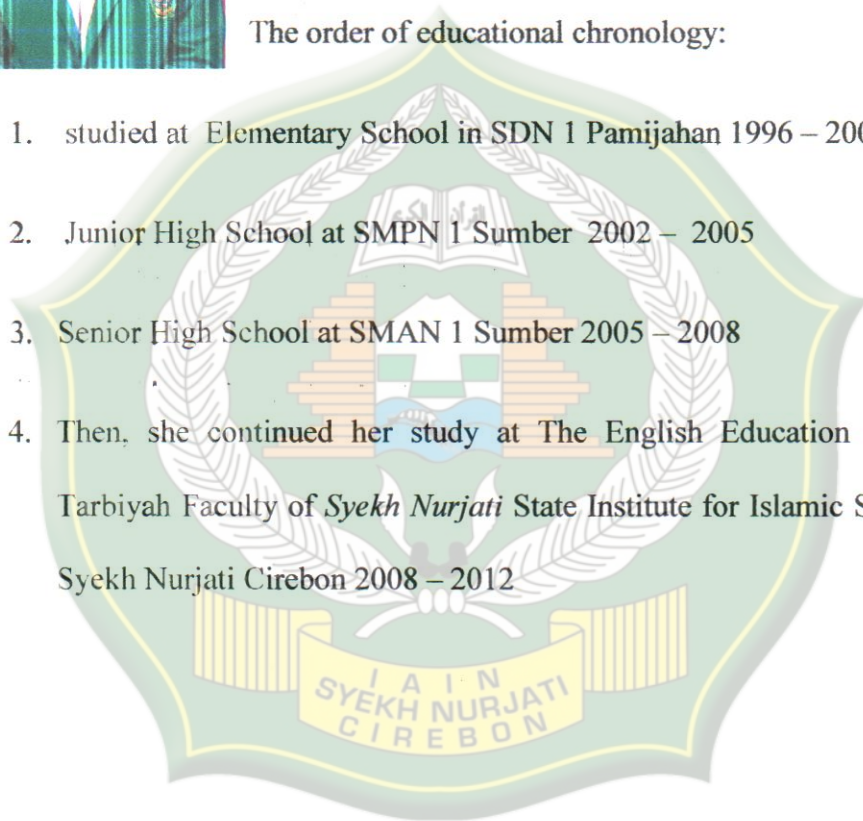 The order of educational chronology:
1. studied at Elementary School in SDN 1 Pamijahan 1996 –
2. Junior High School at SMPN 1 Sumber 2002 – 2005
3. Senior High School at SMAN 1 Sumber 2005 – 2008
4. Then, she continued her study at The English Education
Tarbiyah Faculty of Syekh Nurjati State Institute for Islamic
Syekh Nurjati Cirebon 2008 – 2012
I A I N
SYEKH NURJATI
CIREBON